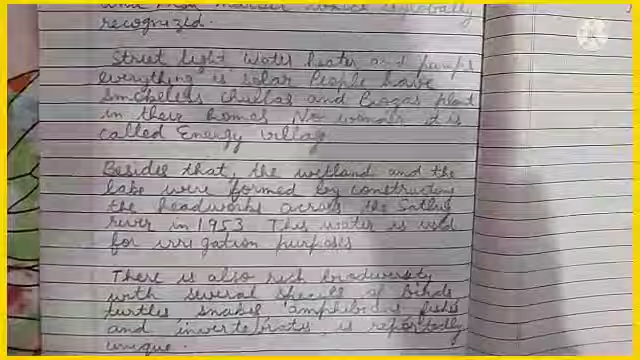 recognized.
Street light water heater and pumps
everything is solar People have
smokeless chullas and Biogas plant
in their homes. No wonder it is
called Energy village
Besides that, the wetland and the
lake were formed by constructing
the headworks across the Satluj
river in 1953 This water is used
for irrigation purposes
There is also rich biodiversity
with several species of Birds
turtles, snakes amphibians, fishes
and invertebrates is reportedly
unique.